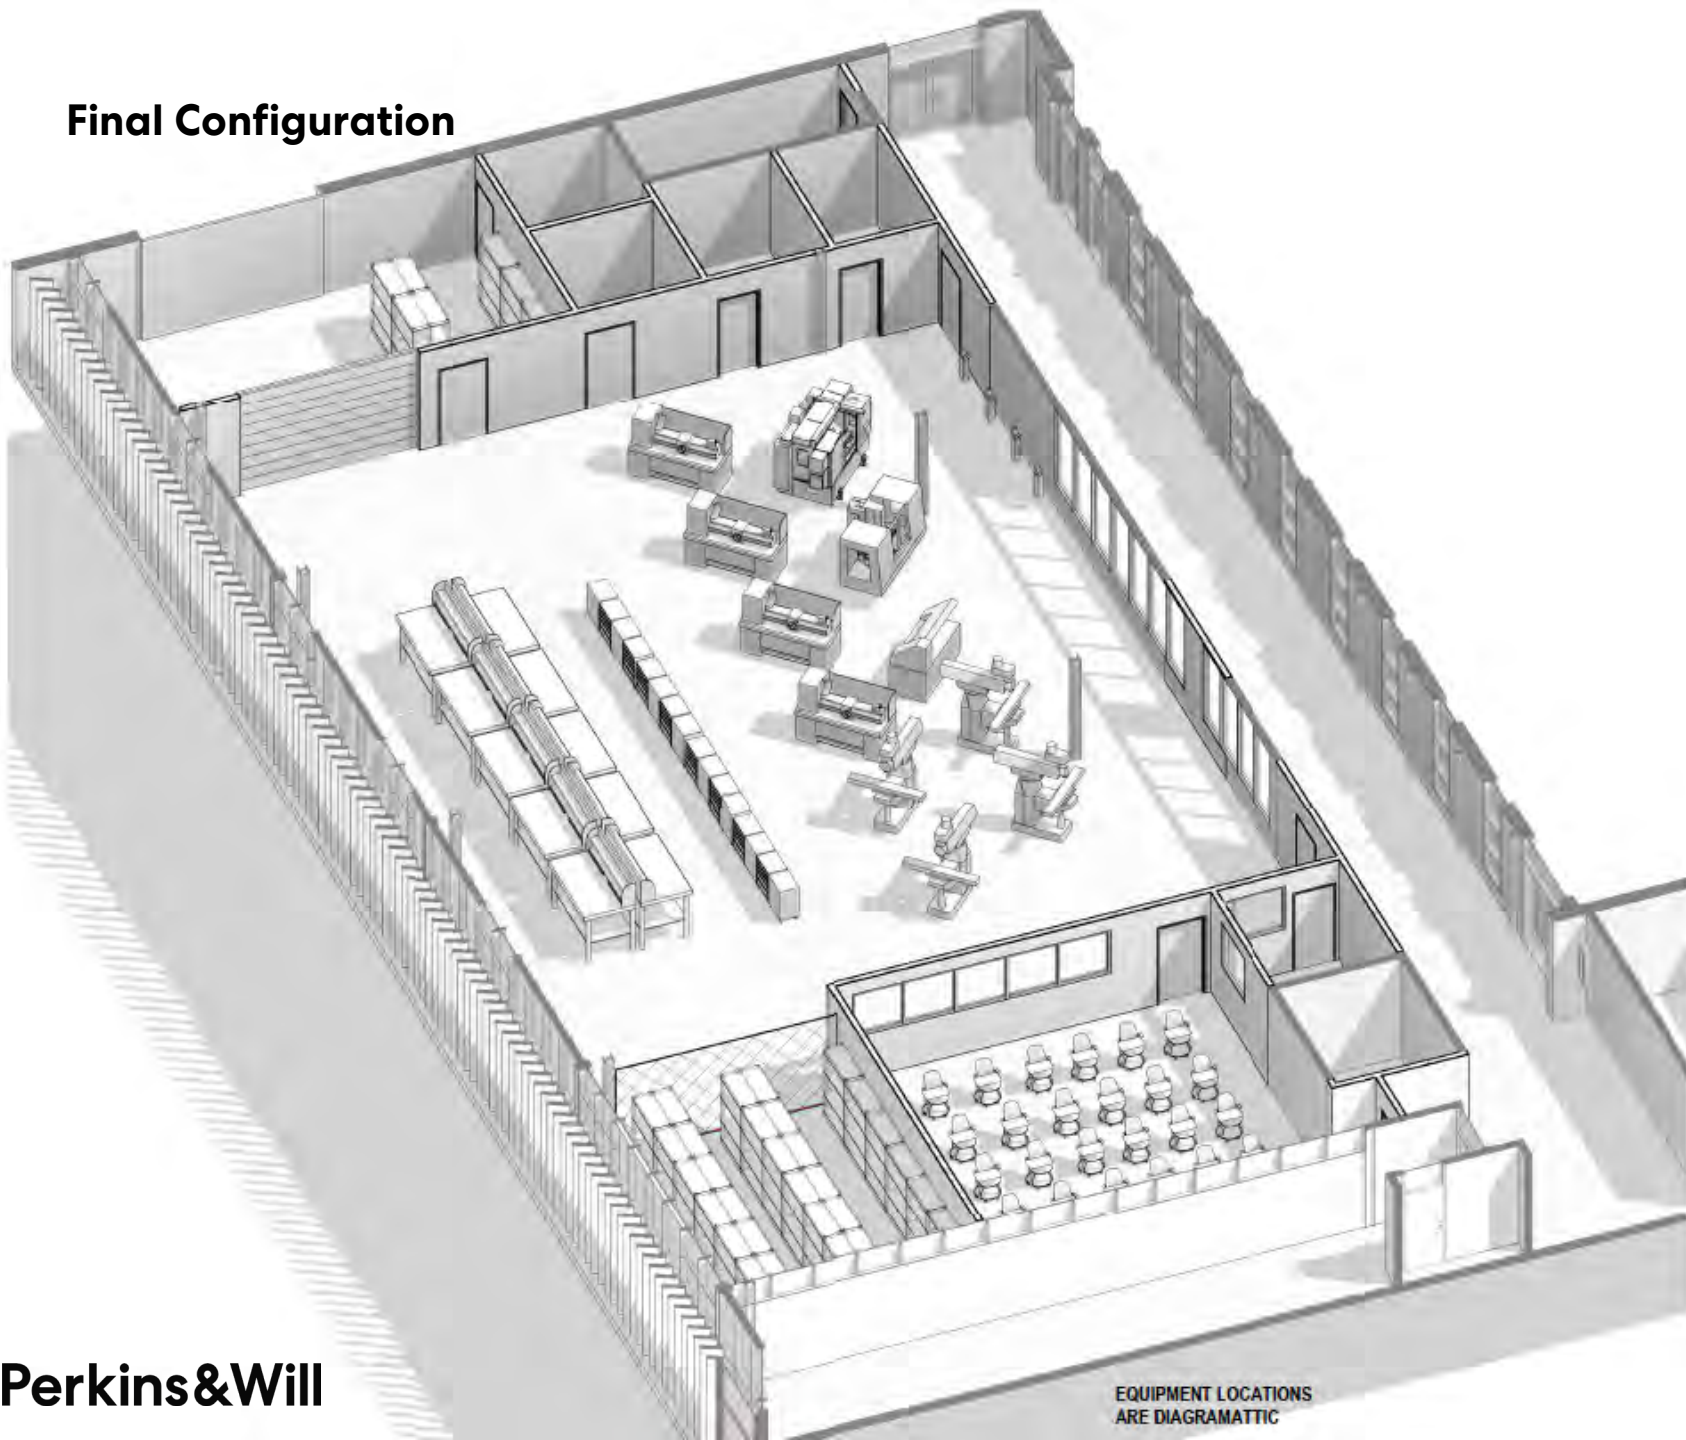 Final Configuration
Perkins&Will
EQUIPMENT LOCATIONS
ARE DIAGRAMATTIC